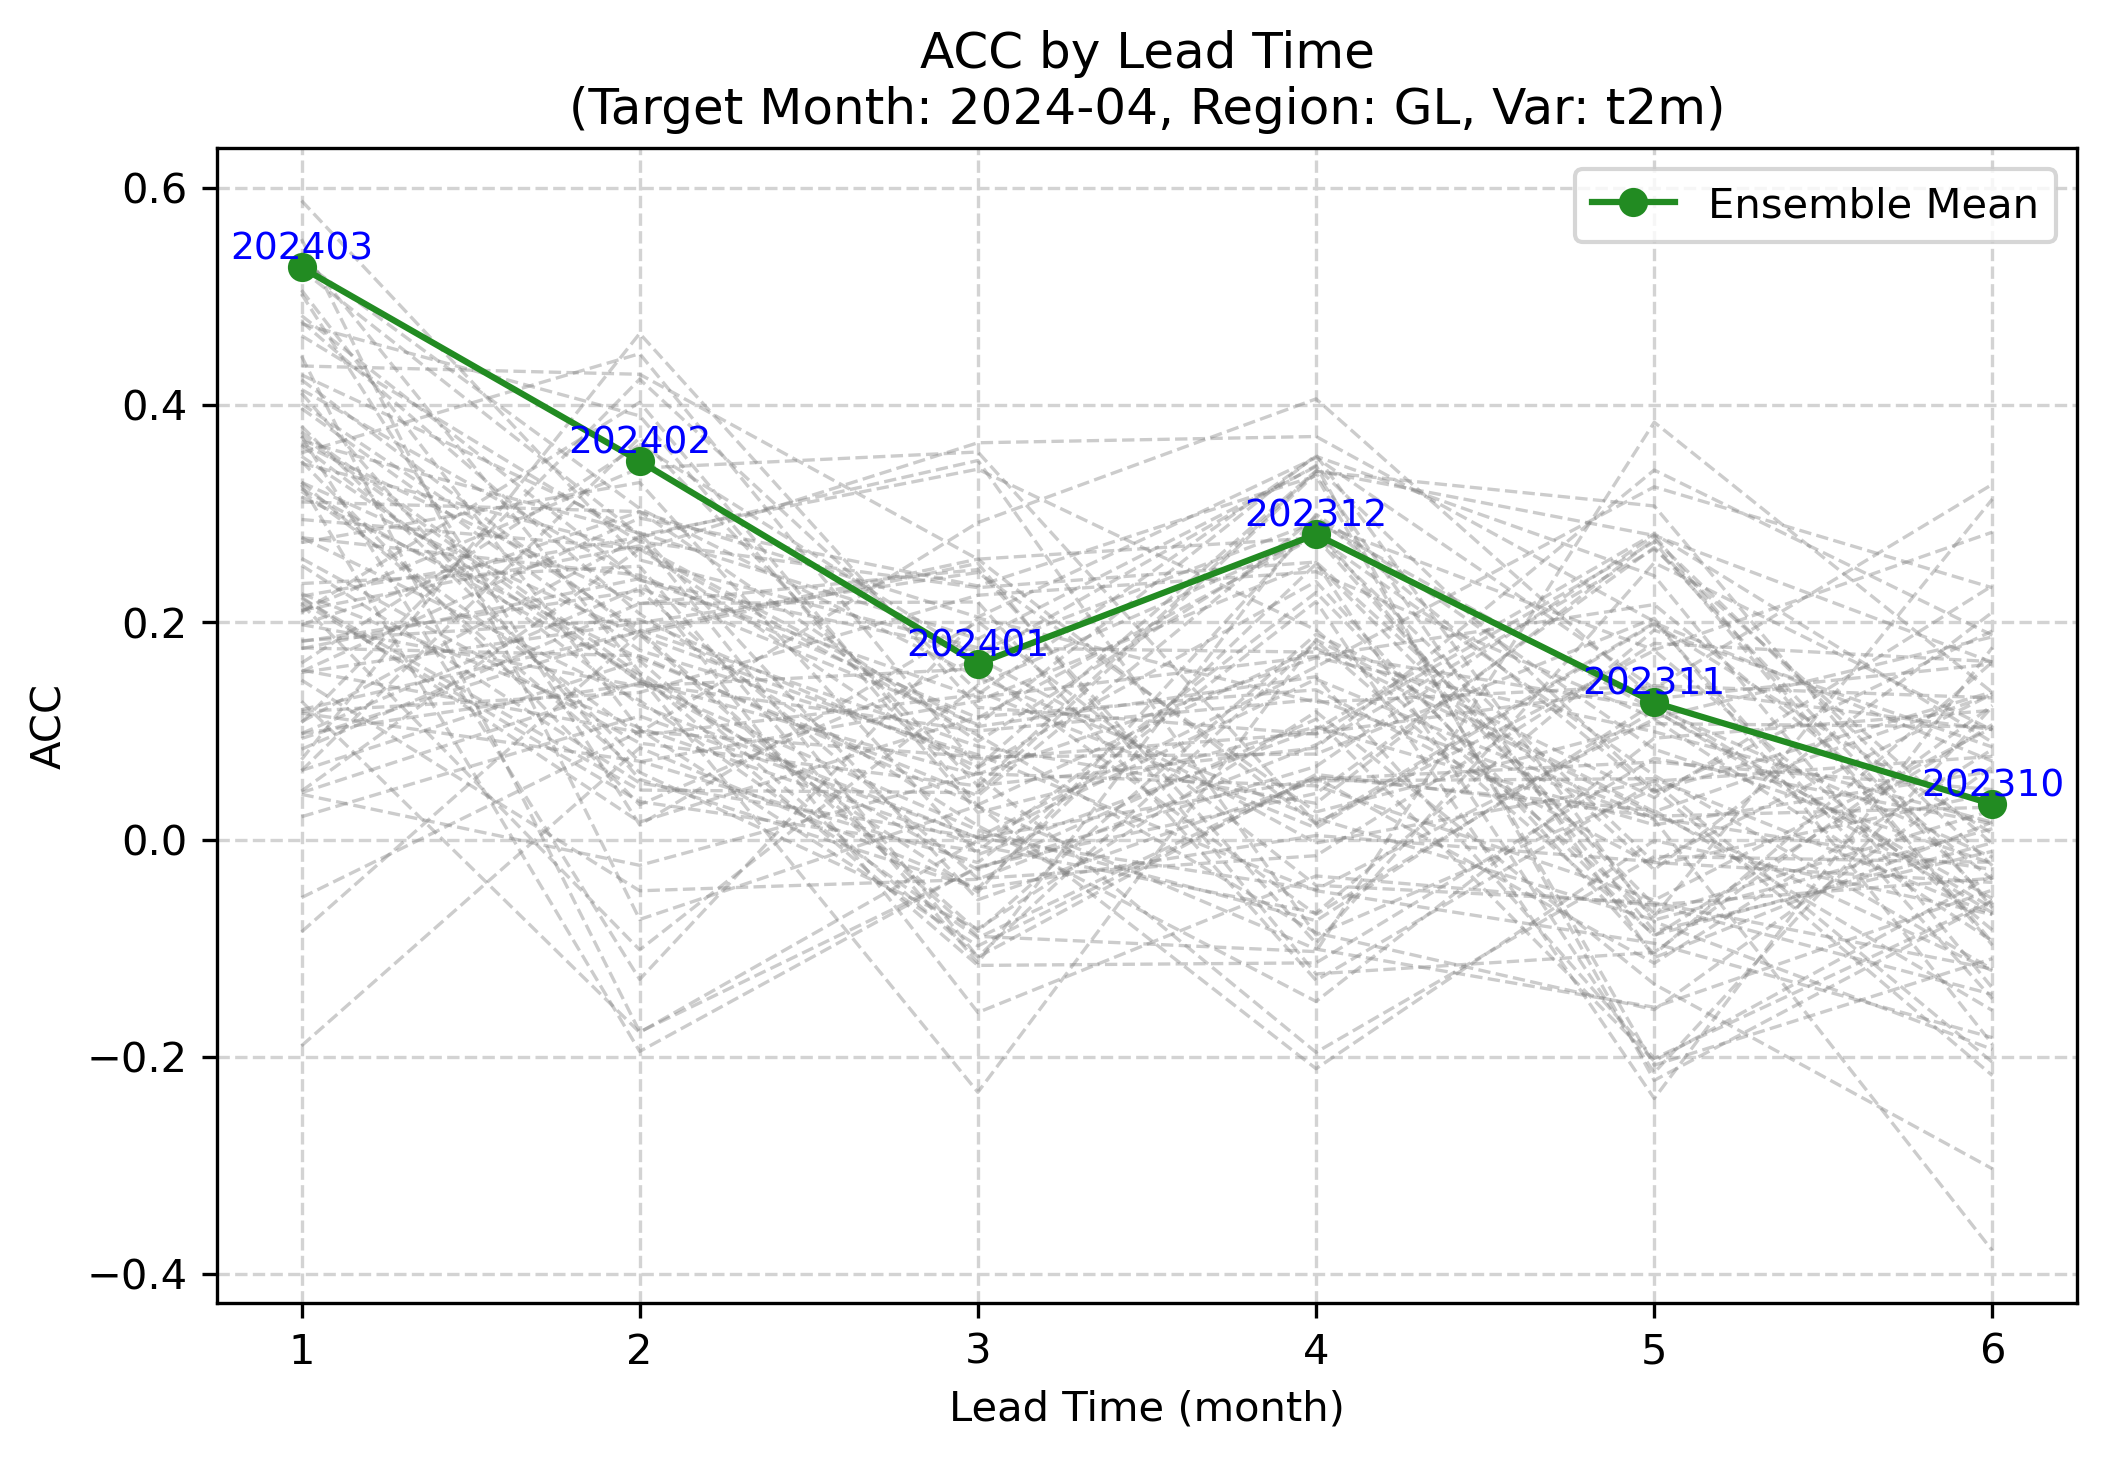 ACC by Lead Time
(Target Month: 2024-04, Region: GL, Var: t2m)
Ensemble Mean
0.6
0.4
0.2
0.0
−0.2
−0.4
ACC
202403
202402
202401
202312
202311
202310
1 2 3 4 5 6
Lead Time (month)